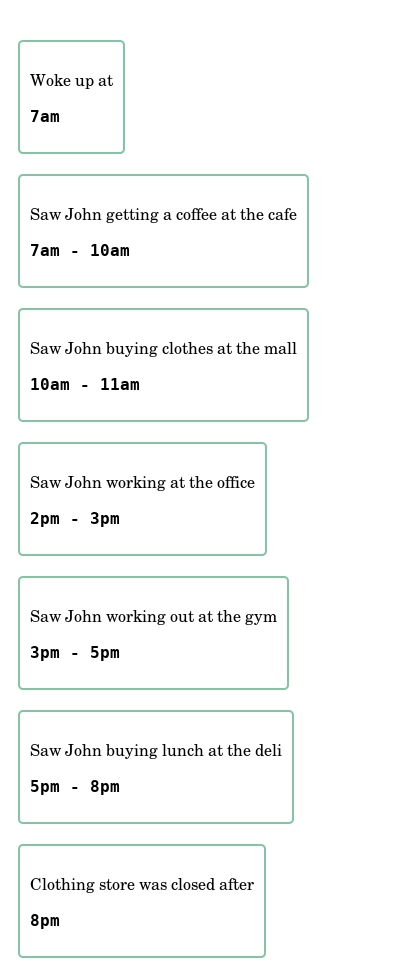 Woke up at
7am
Saw John getting a coffee at the cafe
7am - 10am
Saw John buying clothes at the mall
10am - 11am
Saw John working at the office
2pm - 3pm
Saw John working out at the gym
3pm - 5pm
Saw John buying lunch at the deli
5pm - 8pm
Clothing store was closed after
8pm